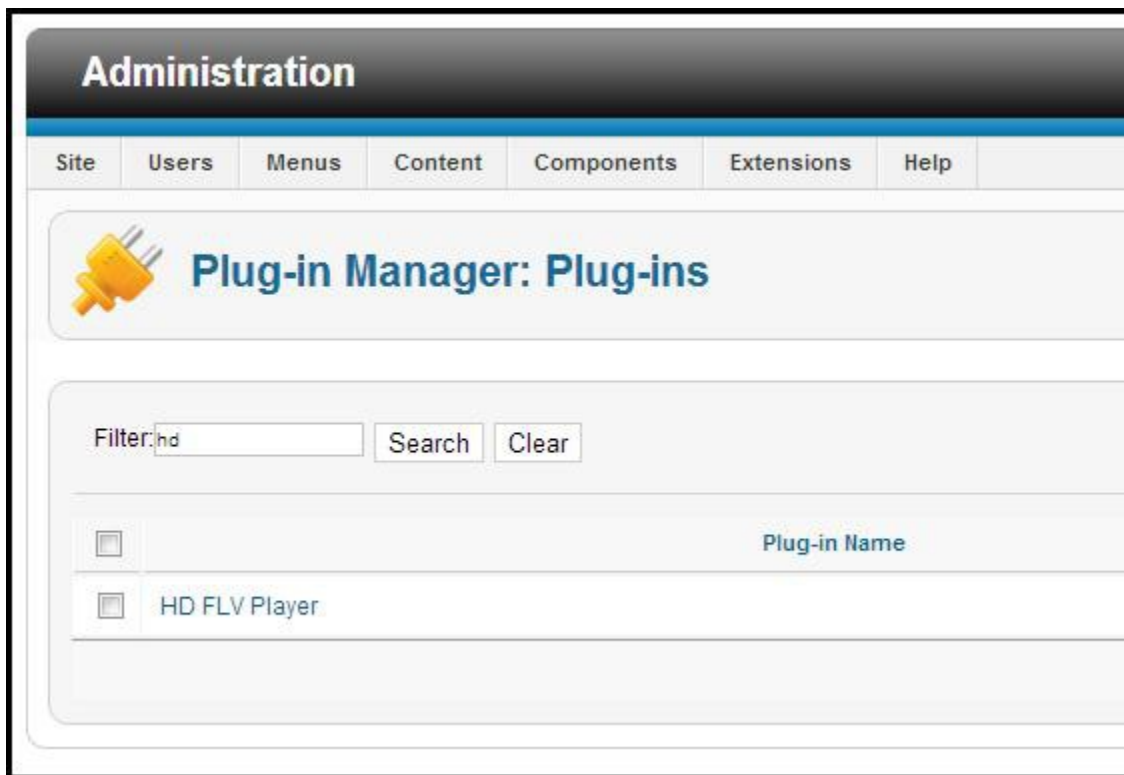 Administration
Site Users Menus Content Components Extensions Help
Plug-in Manager: Plug-ins
Filter: hd Search Clear
Plug-in Name
HD FLV Player